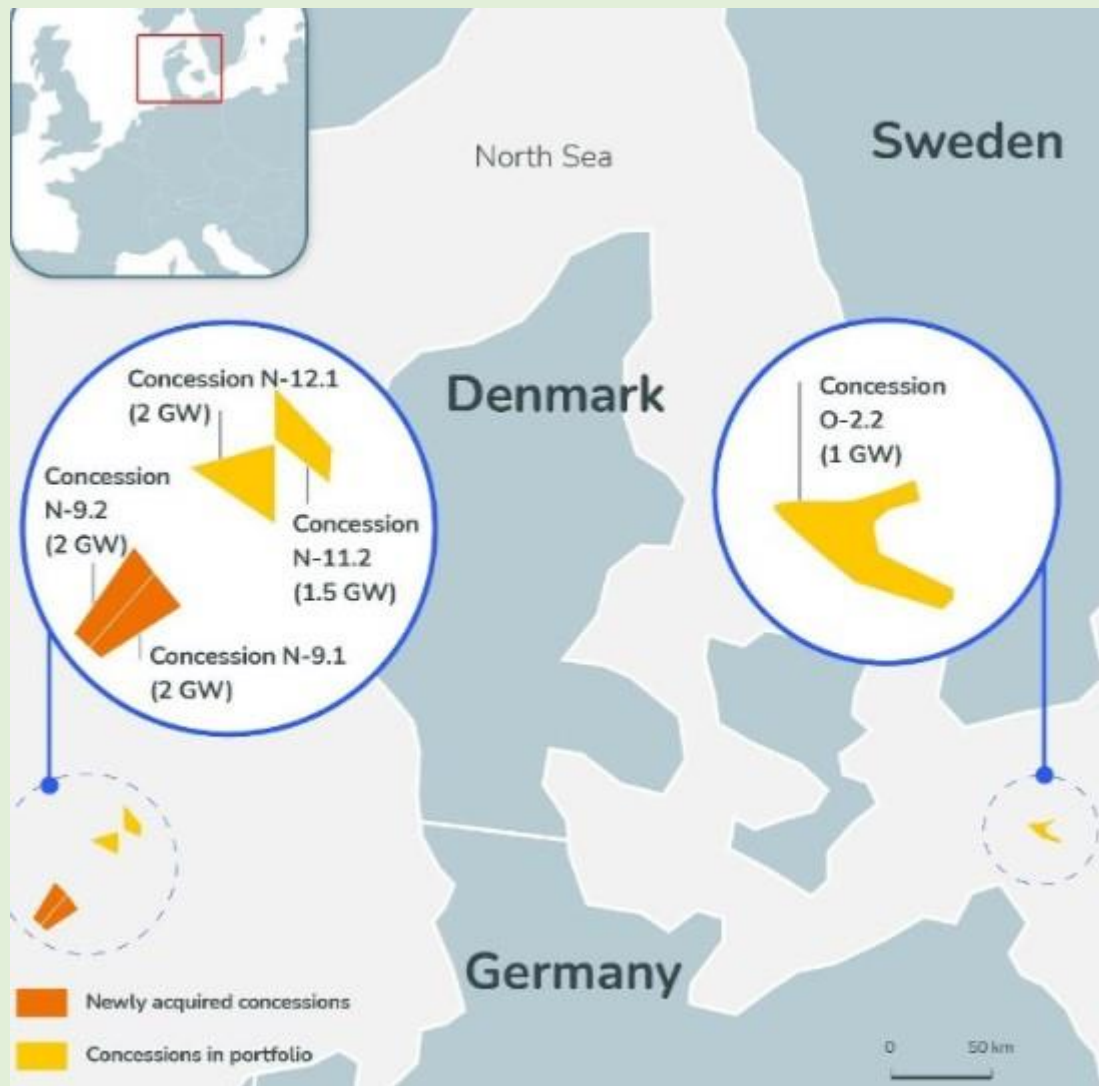 North Sea
Sweden
Denmark
Concession N-12.1
(2 GW)
Concession
N-9.2
(2 GW)
Concession
N-11.2
(1.5 GW)
Concession N-9.1
(2 GW)
Concession
O-2.2
(1 GW)
Germany
Newly acquired concessions
Concessions in portfolio
0 50 km